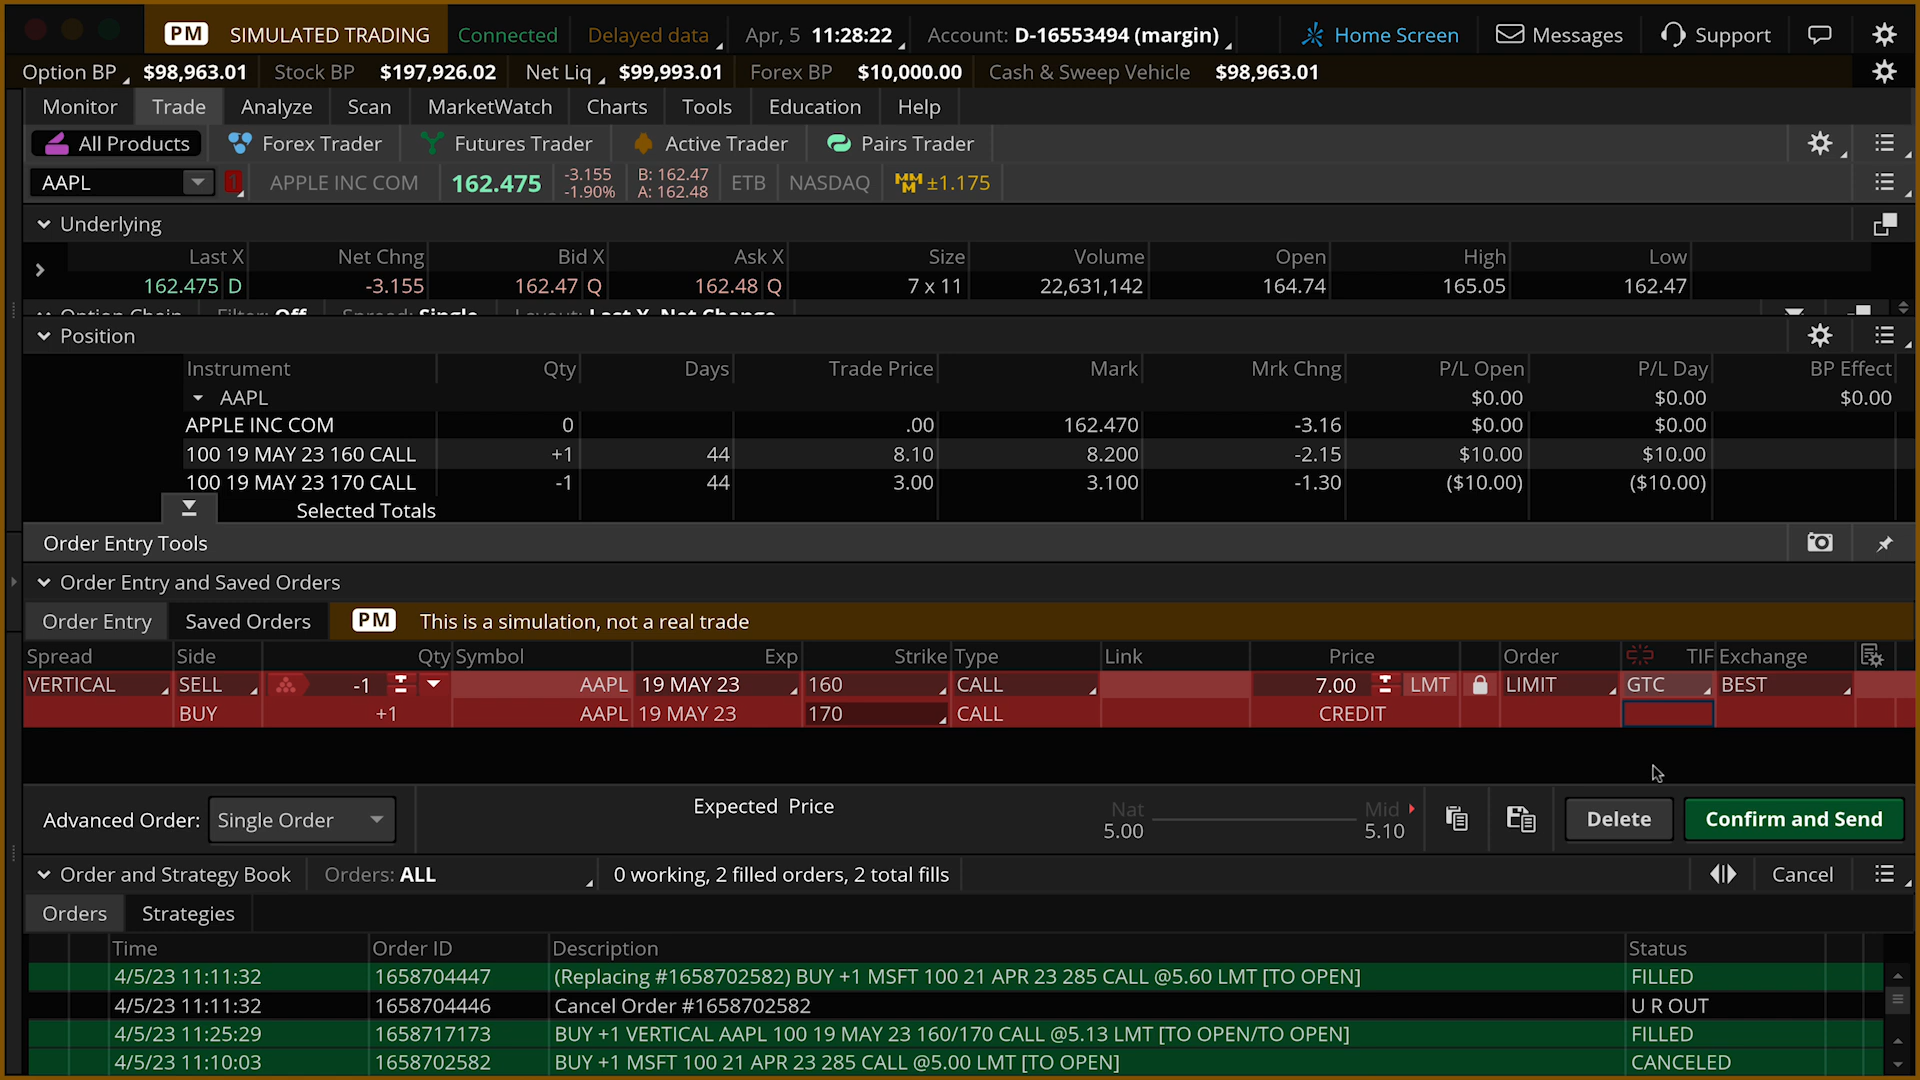 PM SIMULATED TRADING Connected Delayed data Apr, 5 11:28:22 Account: D-16553494 (margin) Home Screen Messages Support
Option BP $98,963.01 Stock BP $197,926.02 Net Liq $99,993.01 Forex BP $10,000.00 Cash & Sweep Vehicle $98,963.01
Monitor Trade Analyze Scan MarketWatch Charts Tools Education Help
All Products Forex Trader Futures Trader Active Trader Pairs Trader
AAPL 1 APPLE INC COM 162.475 -3.155 -1.90% B: 162.47 A: 162.48 ETB NASDAQ ±1.175
Underlying
Last X Net Chng Bid X Ask X Size Volume Open High Low
162.475 D -3.155 162.47 Q 162.48 Q 7 x 11 22,631,142 164.74 165.05 162.47
Option Chain Filter: Off Spread: Single Layout: Last X, Net Change
Position
Instrument Qty Days Trade Price Mark Mrk Chng P/L Open P/L Day BP Effect
AAPL $0.00 $0.00 $0.00
APPLE INC COM 0 .00 162.470 -3.16 $0.00 $0.00
100 19 MAY 23 160 CALL +1 44 8.10 8.200 -2.15 $10.00 $10.00
100 19 MAY 23 170 CALL -1 44 3.00 3.100 -1.30 ($10.00) ($10.00)
Selected Totals
Order Entry Tools
Order Entry and Saved Orders
Order Entry Saved Orders PM This is a simulation, not a real trade
Spread Side Qty Symbol Exp Strike Type Link Price Order TIF Exchange
VERTICAL SELL -1 AAPL 19 MAY 23 160 CALL 7.00 LMT LIMIT GTC BEST
BUY +1 AAPL 19 MAY 23 170 CALL CREDIT
Advanced Order: Single Order Expected Price Nat 5.00 Mid 5.10 Delete Confirm and Send
Order and Strategy Book Orders: ALL 0 working, 2 filled orders, 2 total fills Cancel
Orders Strategies
Time Order ID Description Status
4/5/23 11:11:32 1658704447 (Replacing #1658702582) BUY +1 MSFT 100 21 APR 23 285 CALL @5.60 LMT [TO OPEN] FILLED
4/5/23 11:11:32 1658704446 Cancel Order #1658702582 U R OUT
4/5/23 11:25:29 1658717173 BUY +1 VERTICAL AAPL 100 19 MAY 23 160/170 CALL @5.13 LMT [TO OPEN/TO OPEN] FILLED
4/5/23 11:10:03 1658702582 BUY +1 MSFT 100 21 APR 23 285 CALL @5.00 LMT [TO OPEN] CANCELED